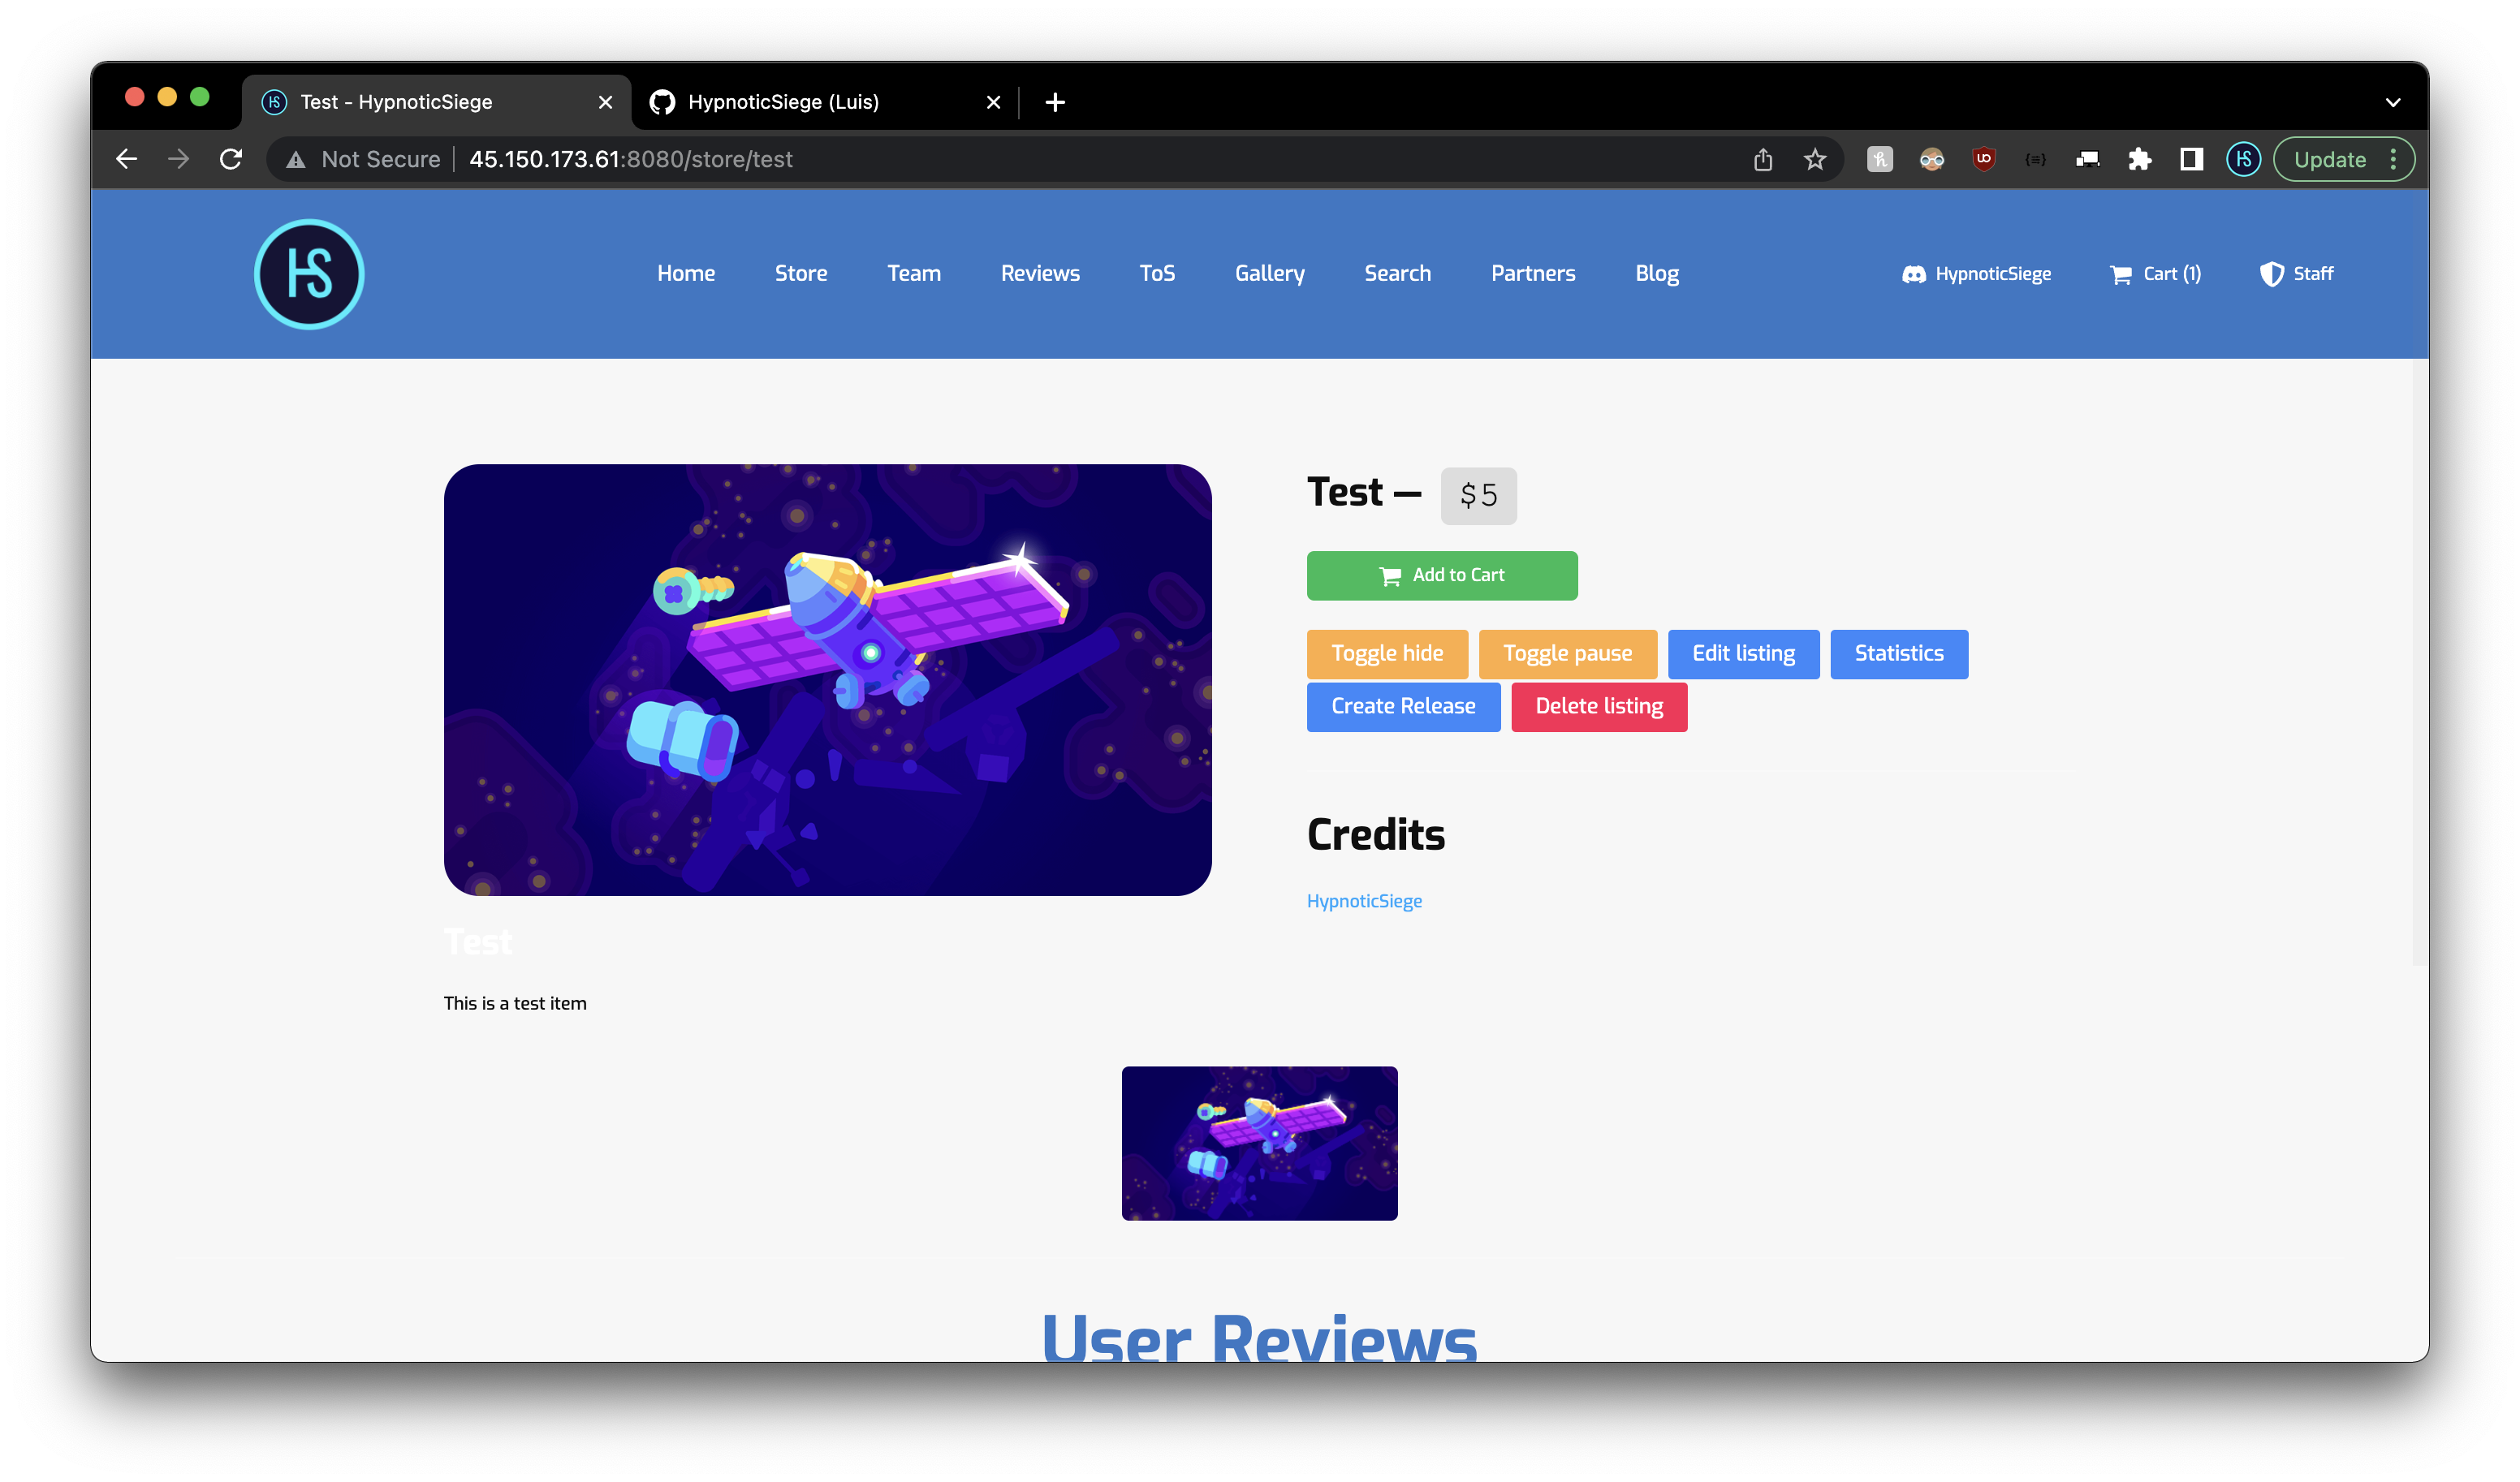 Test - HypnoticSiege
HypnoticSiege (Luis)
Not Secure 45.150.173.61:8080/store/test
Update
HS
Home Store Team Reviews ToS Gallery Search Partners Blog HypnoticSiege Cart (1) Staff
Test — $5
Add to Cart
Toggle hide Toggle pause Edit listing Statistics
Create Release Delete listing
Credits
HypnoticSiege
Test
This is a test item
User Reviews